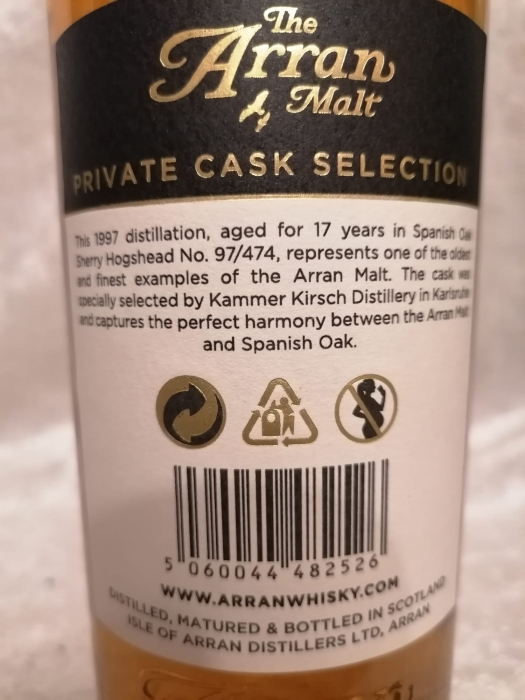 The
Arran
Malt
PRIVATE CASK SELECTION
This 1997 distillation, aged for 17 years in Spanish Oak
Sherry Hogshead No. 97/474, represents one of the oldest
and finest examples of the Arran Malt. The cask was
specially selected by Kammer Kirsch Distillery in Karlsruhe
and captures the perfect harmony between the Arran Malt
and Spanish Oak.
5 060044 482526
WWW.ARRANWHISKY.COM
DISTILLED, MATURED & BOTTLED IN SCOTLAND
ISLE OF ARRAN DISTILLERS LTD, ARRAN